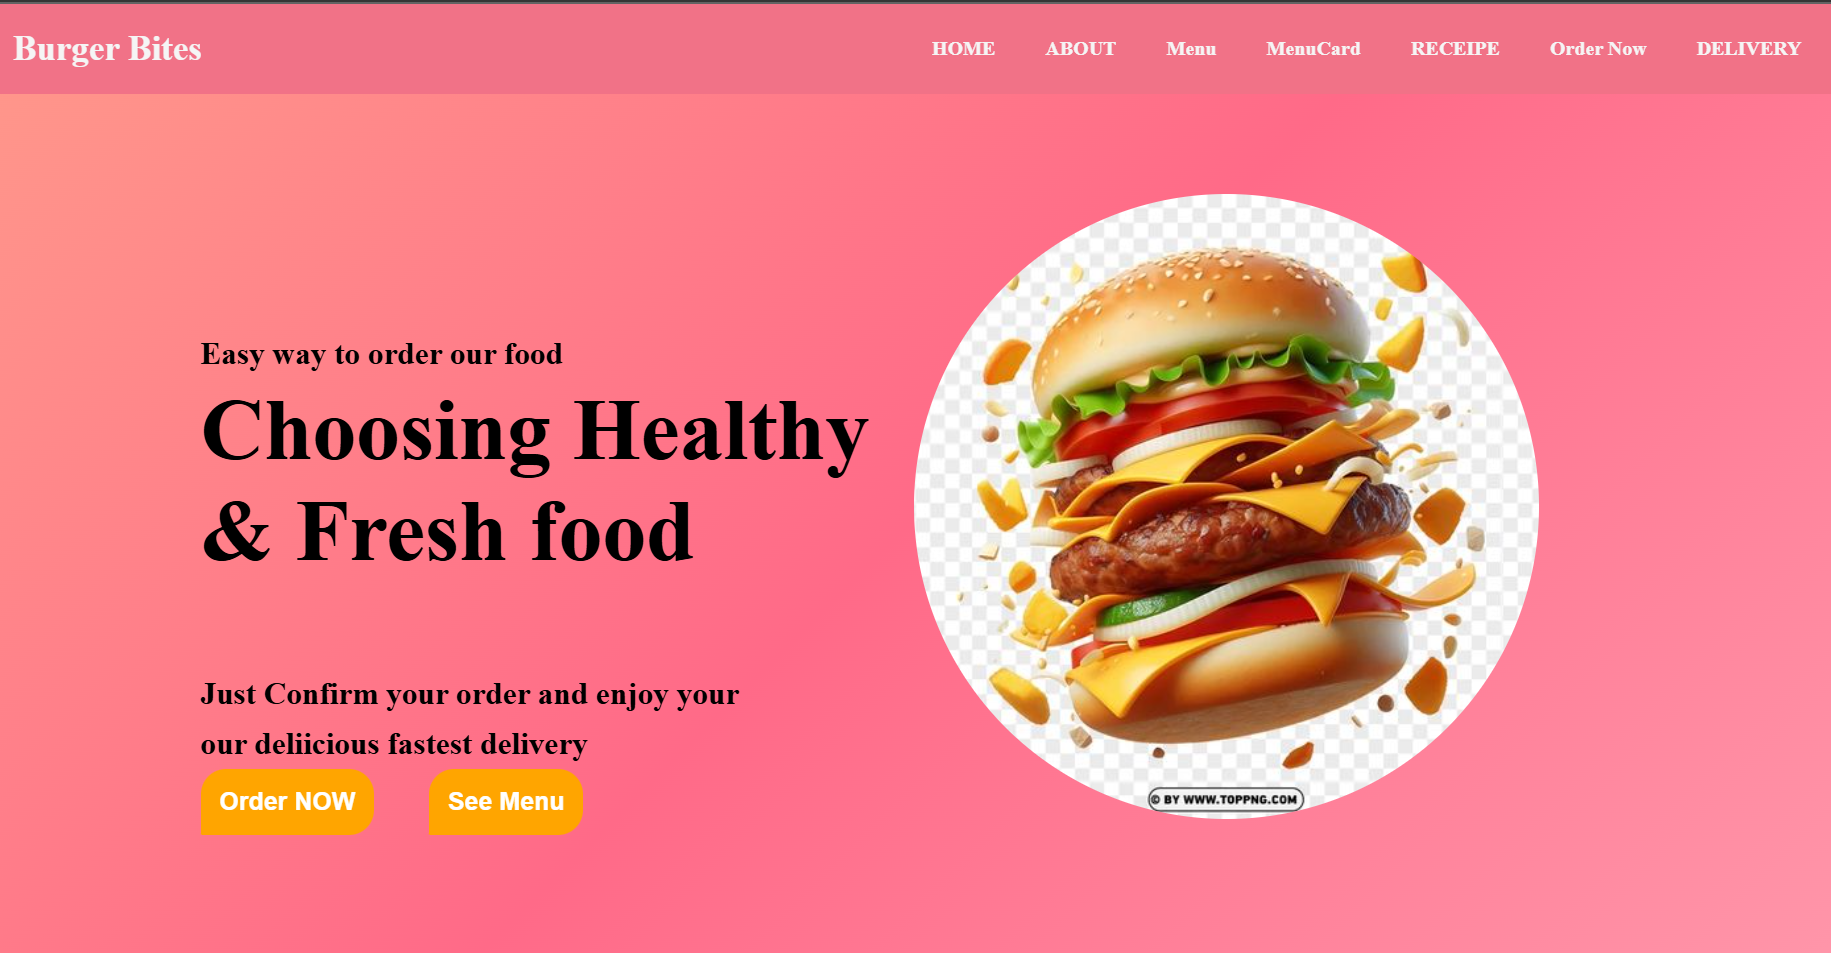 Burger Bites
HOME ABOUT Menu MenuCard RECEIPE Order Now DELIVERY
Easy way to order our food
Choosing Healthy
& Fresh food
Just Confirm your order and enjoy your
our deliicious fastest delivery
Order NOW See Menu
© BY WWW.TOPPNG.COM